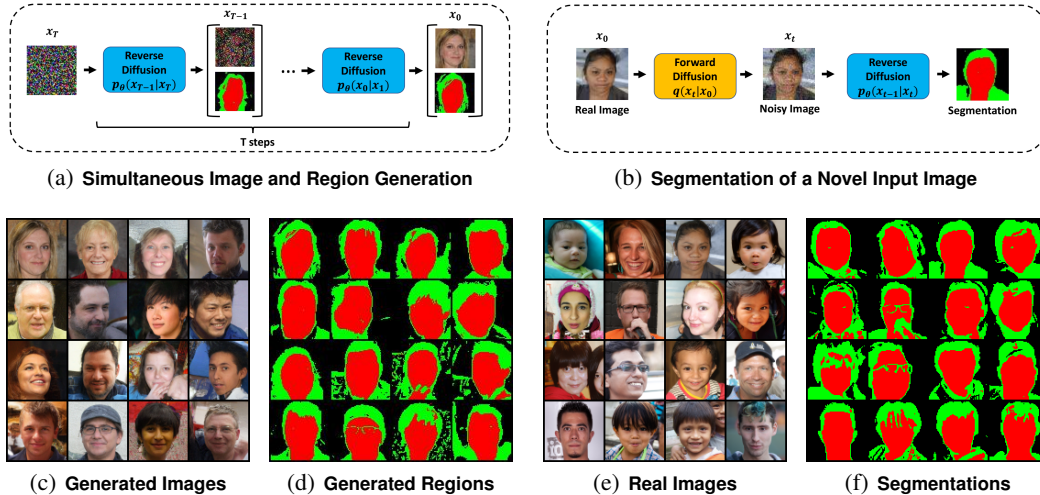 x_T
Reverse
Diffusion
p_θ(x_{T-1}|x_T)
x_{T-1}
...
Reverse
Diffusion
p_θ(x_0|x_1)
x_0
T steps
(a) Simultaneous Image and Region Generation
x_0
Real Image
Forward
Diffusion
q(x_t|x_0)
x_t
Noisy Image
Reverse
Diffusion
p_θ(x_{t-1}|x_t)
Segmentation
(b) Segmentation of a Novel Input Image
(c) Generated Images
(d) Generated Regions
(e) Real Images
(f) Segmentations